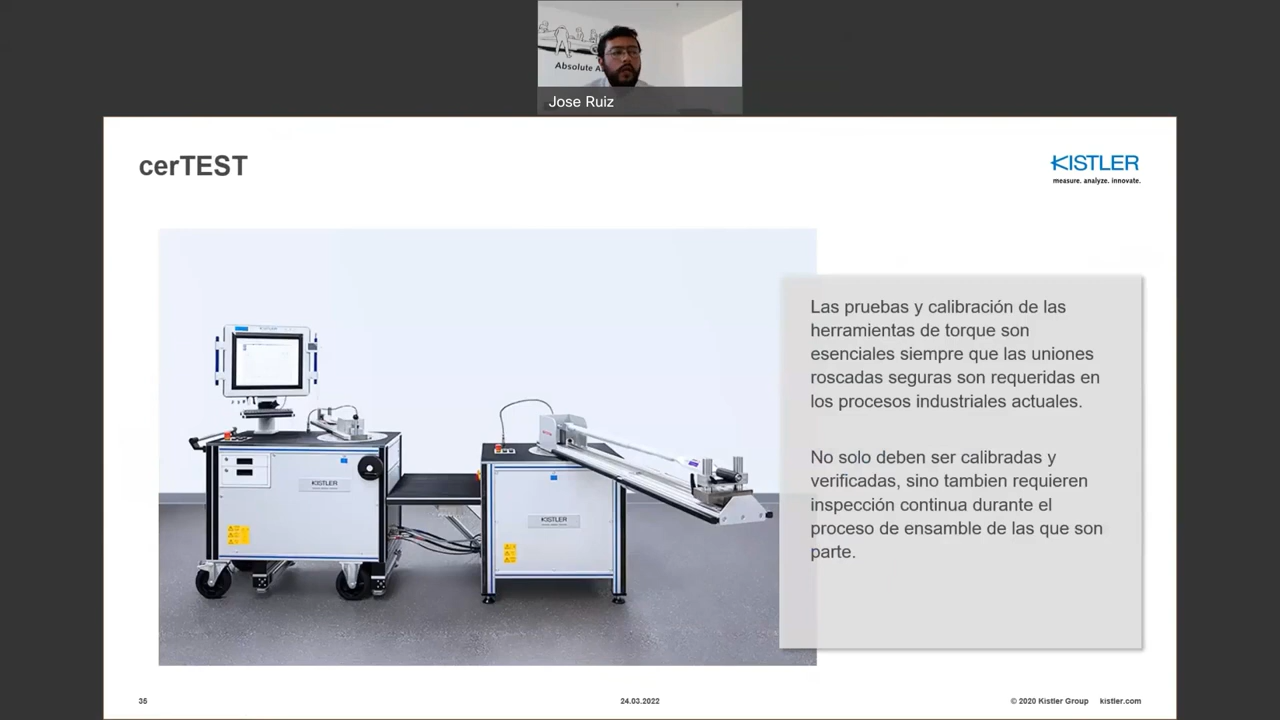 Absolute A
Jose Ruiz
cerTEST
KISTLER
measure. analyze. innovate.
Las pruebas y calibración de las
herramientas de torque son
esenciales siempre que las uniones
roscadas seguras son requeridas en
los procesos industriales actuales.
No solo deben ser calibradas y
verificadas, sino tambien requieren
inspección continua durante el
proceso de ensamble de las que son
parte.
KISTLER
KISTLER
35
24.03.2022
© 2020 Kistler Group
kistler.com